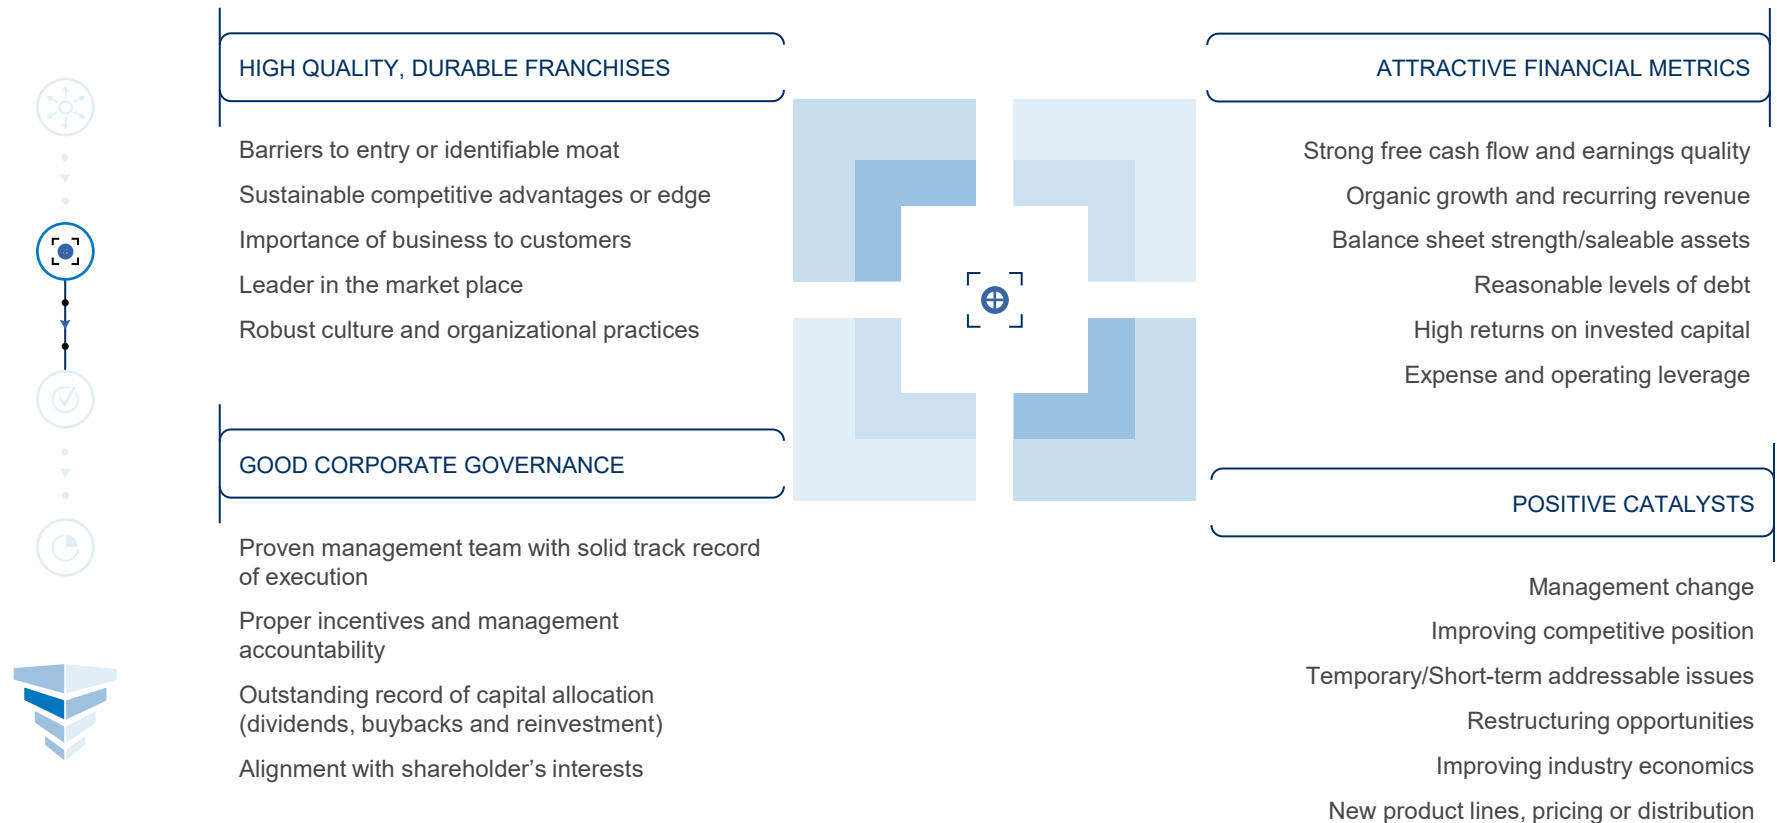 HIGH QUALITY, DURABLE FRANCHISES
Barriers to entry or identifiable moat
Sustainable competitive advantages or edge
Importance of business to customers
Leader in the market place
Robust culture and organizational practices
ATTRACTIVE FINANCIAL METRICS
Strong free cash flow and earnings quality
Organic growth and recurring revenue
Balance sheet strength/saleable assets
Reasonable levels of debt
High returns on invested capital
Expense and operating leverage
GOOD CORPORATE GOVERNANCE
Proven management team with solid track record
of execution
Proper incentives and management
accountability
Outstanding record of capital allocation
(dividends, buybacks and reinvestment)
Alignment with shareholder’s interests
POSITIVE CATALYSTS
Management change
Improving competitive position
Temporary/Short-term addressable issues
Restructuring opportunities
Improving industry economics
New product lines, pricing or distribution